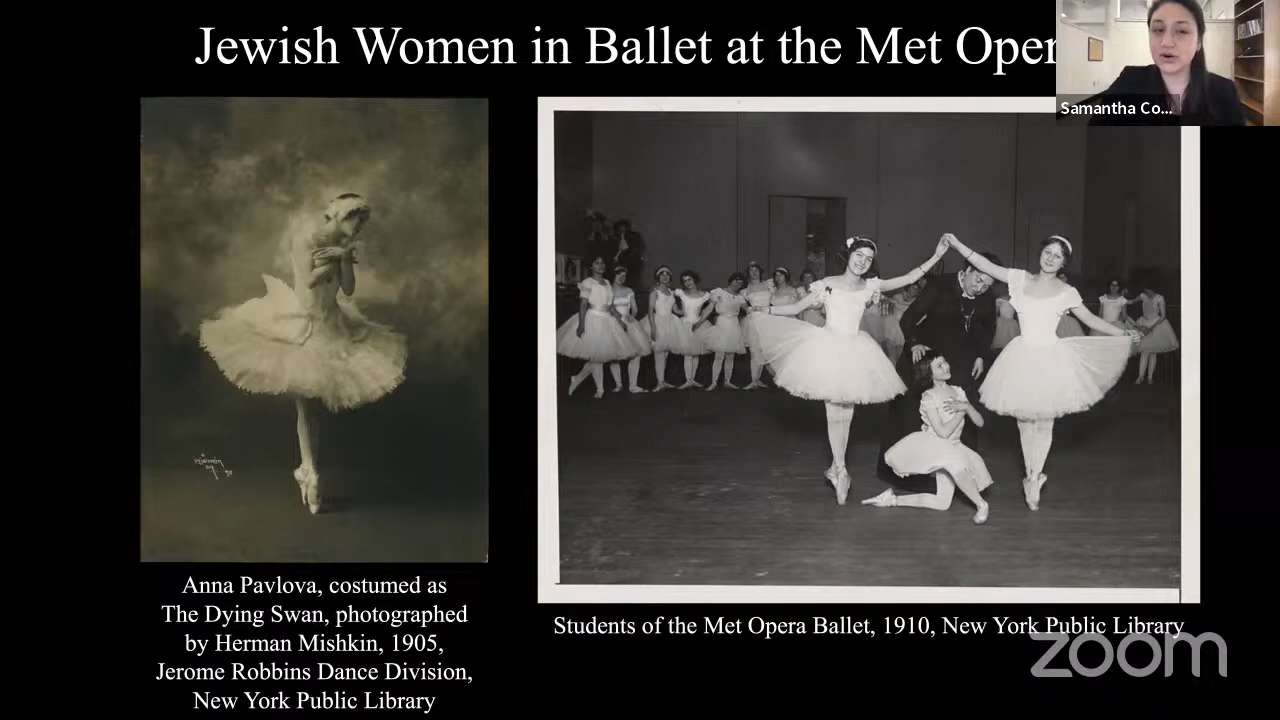 Jewish Women in Ballet at the Met Oper
Samantha Co...
Anna Pavlova, costumed as
The Dying Swan, photographed
by Herman Mishkin, 1905,
Jerome Robbins Dance Division,
New York Public Library
Students of the Met Opera Ballet, 1910, New York Public Library
zoom